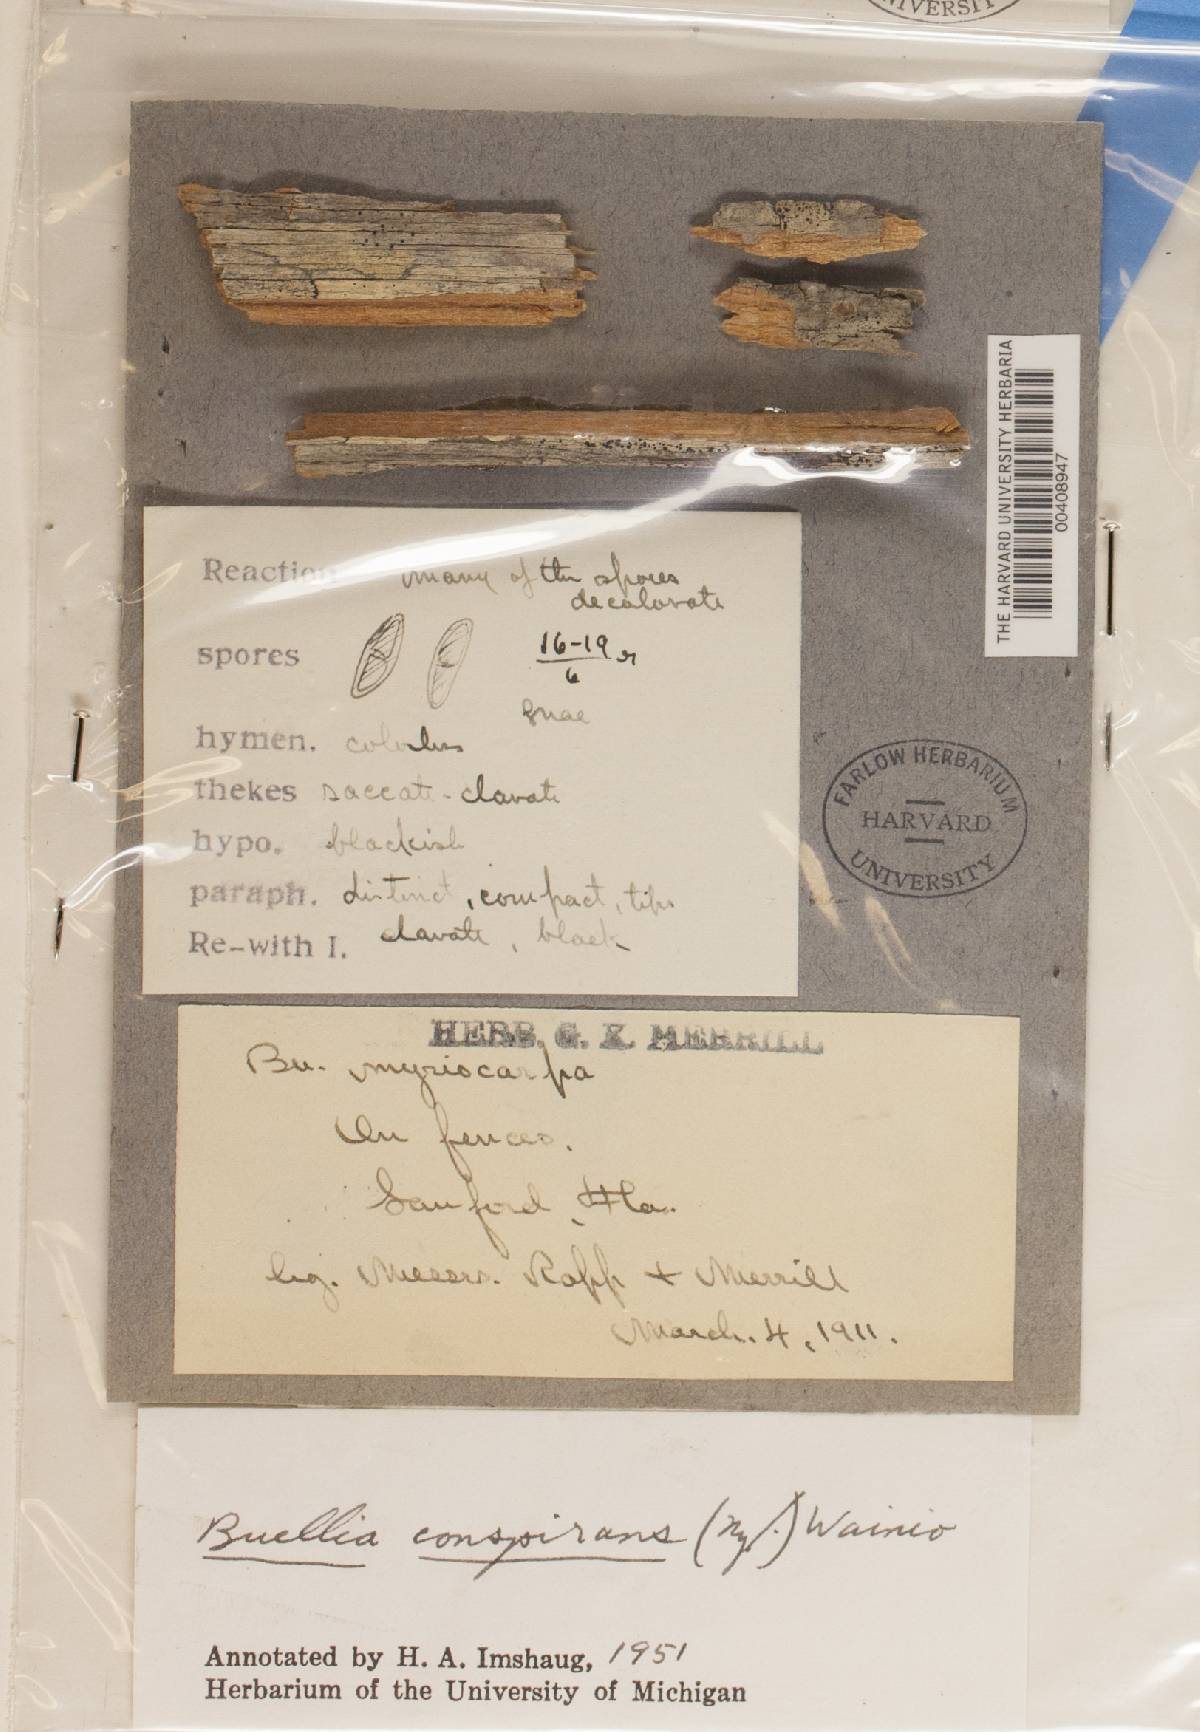 UNIVERSITY
THE HARVARD UNIVERSITY HERBARIA
00408947
Reaction many of the spores
decolorate
spores 16-19
6
hymen.
thekes saccate-clavate
hypo. blackish
paraph. distinct, compact, tips
Re-with I. clavate, black
FARLOW HERBARIUM
HARVARD
UNIVERSITY
HERB. G. K. MERRILL
Bu. myriocarpa
On fences.
Sanford, Fla.
leg. Messrs. Rapp + Merrill
March. 4, 1911.
Buellia conspirans (Nyl.) Wainio
Annotated by H. A. Imshaug, 1951
Herbarium of the University of Michigan